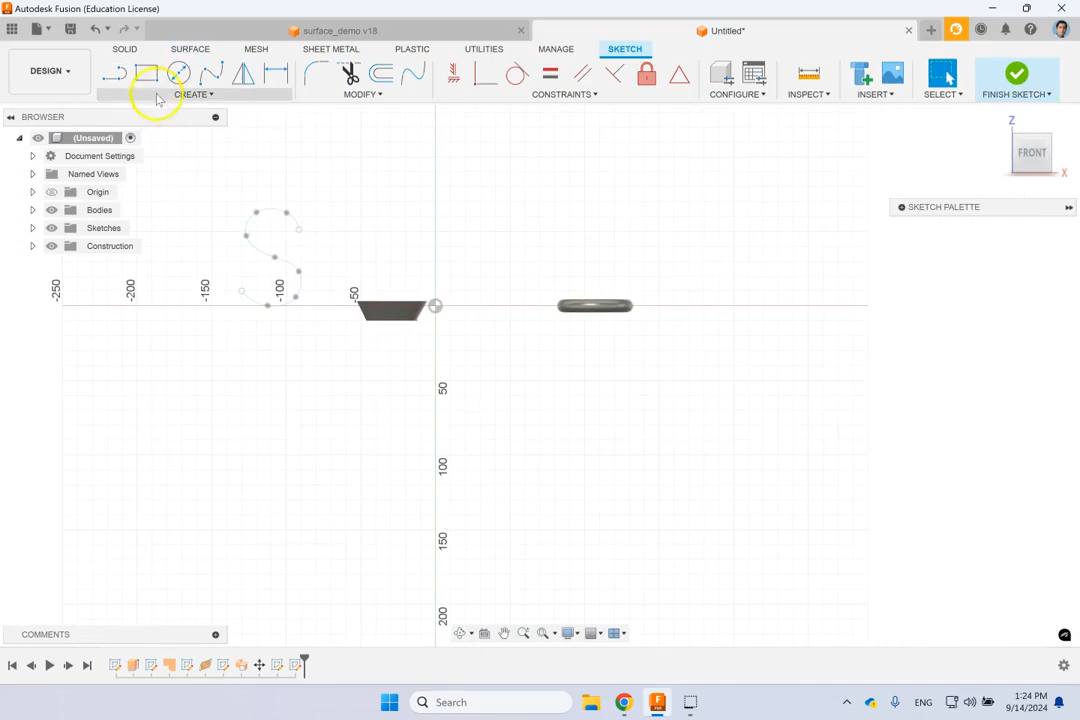 Autodesk Fusion (Education License)
surface_demo v18
Untitled*
DESIGN
SOLID SURFACE MESH SHEET METAL PLASTIC UTILITIES MANAGE SKETCH
CREATE MODIFY CONSTRAINTS CONFIGURE INSPECT INSERT SELECT FINISH SKETCH
BROWSER
(Unsaved)
Document Settings
Named Views
Origin
Bodies
Sketches
Construction
Z
FRONT
X
SKETCH PALETTE
-250
-200
-150
-100
-50
50
100
150
200
COMMENTS
Search
ENG
1:24 PM
9/14/2024